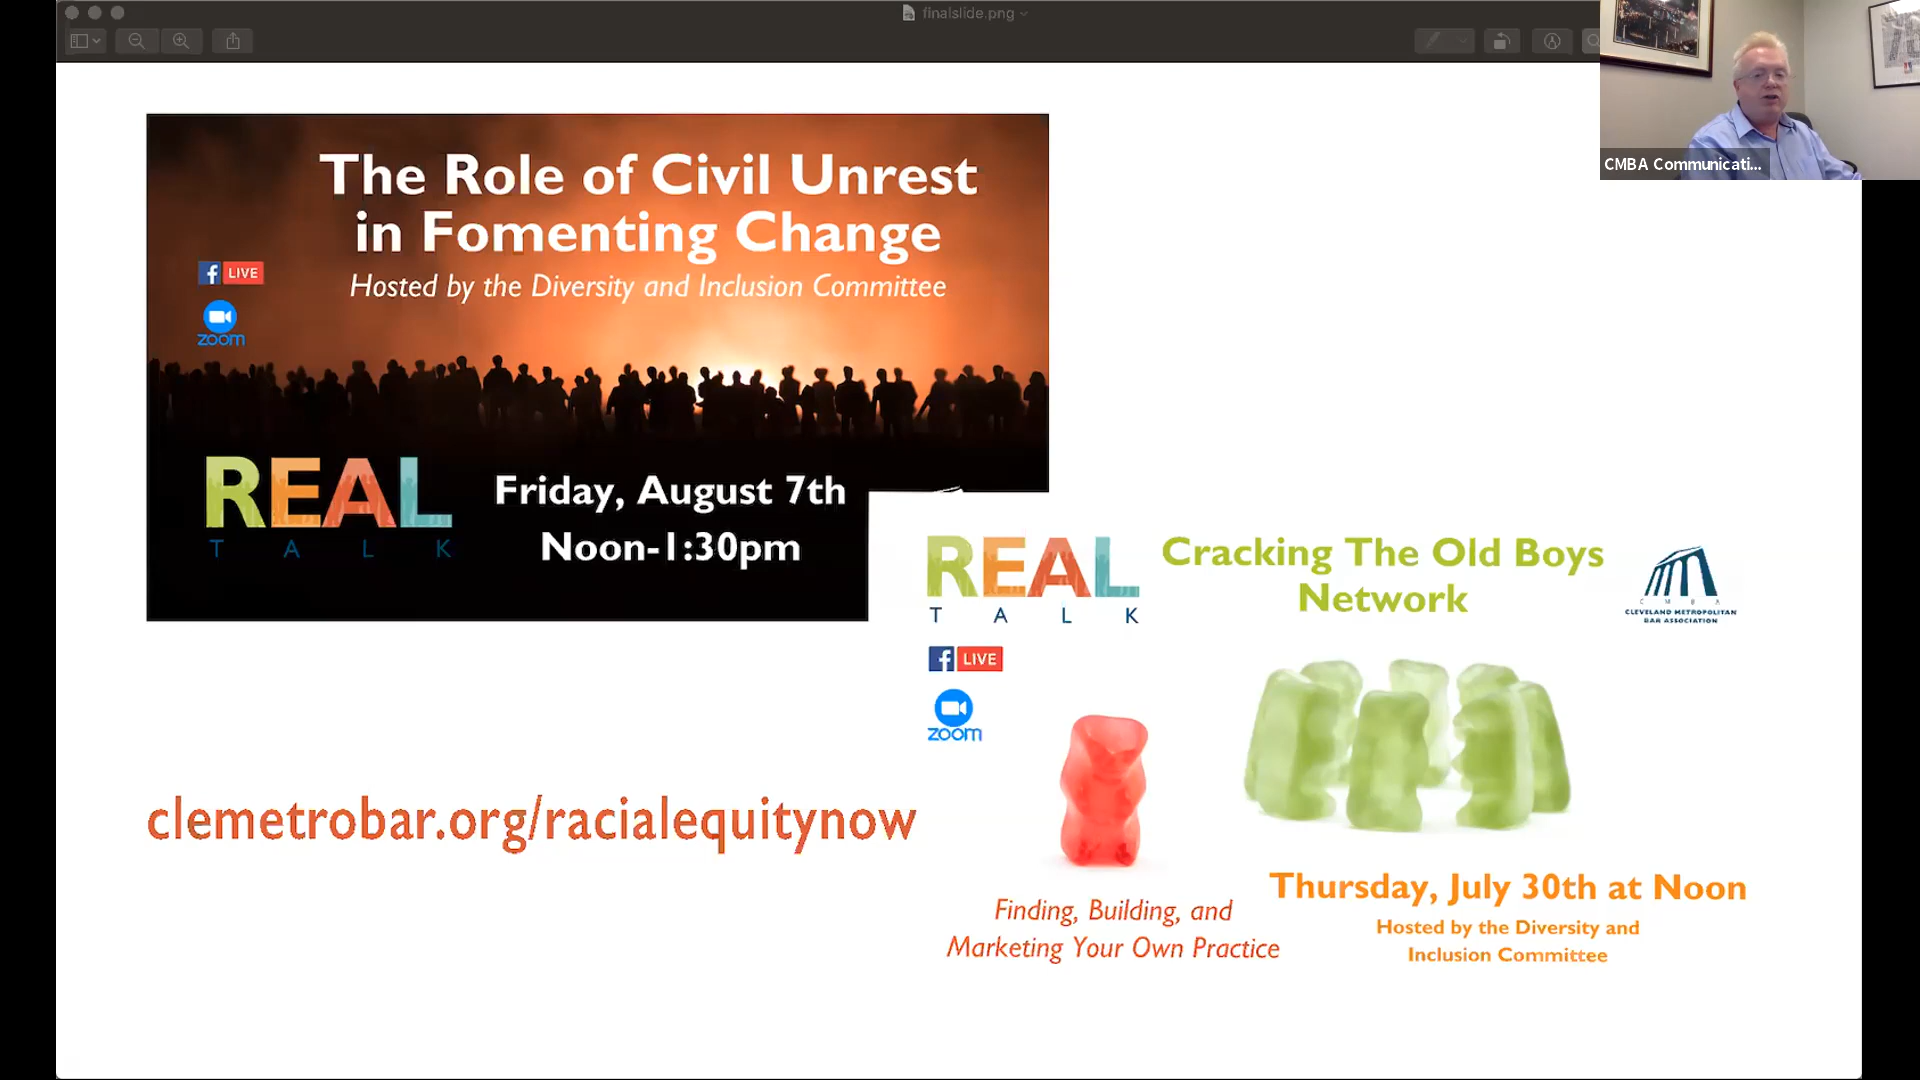 finalslide.png
CMBA Communicati...
The Role of Civil Unrest
in Fomenting Change
Hosted by the Diversity and Inclusion Committee
f LIVE
zoom
REAL
TALK
Friday, August 7th
Noon-1:30pm
REAL
TALK
Cracking The Old Boys
Network
CMBA
CLEVELAND METROPOLITAN
BAR ASSOCIATION
f LIVE
zoom
clemetrobar.org/racialequitynow
Finding, Building, and
Marketing Your Own Practice
Thursday, July 30th at Noon
Hosted by the Diversity and
Inclusion Committee